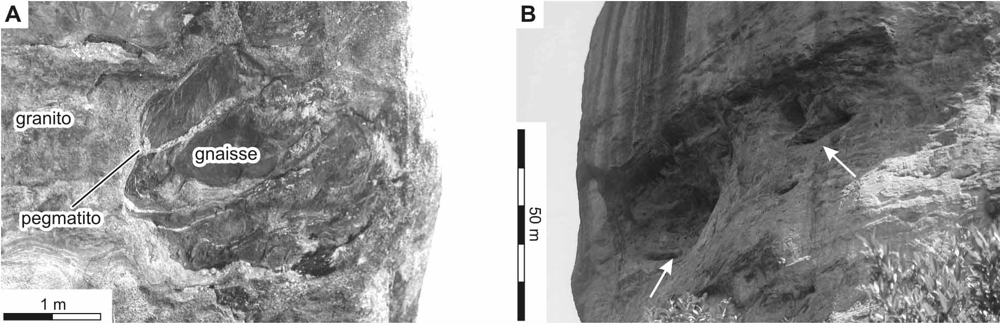 A
granito
gnaisse
pegmatito
1 m
B
50 m